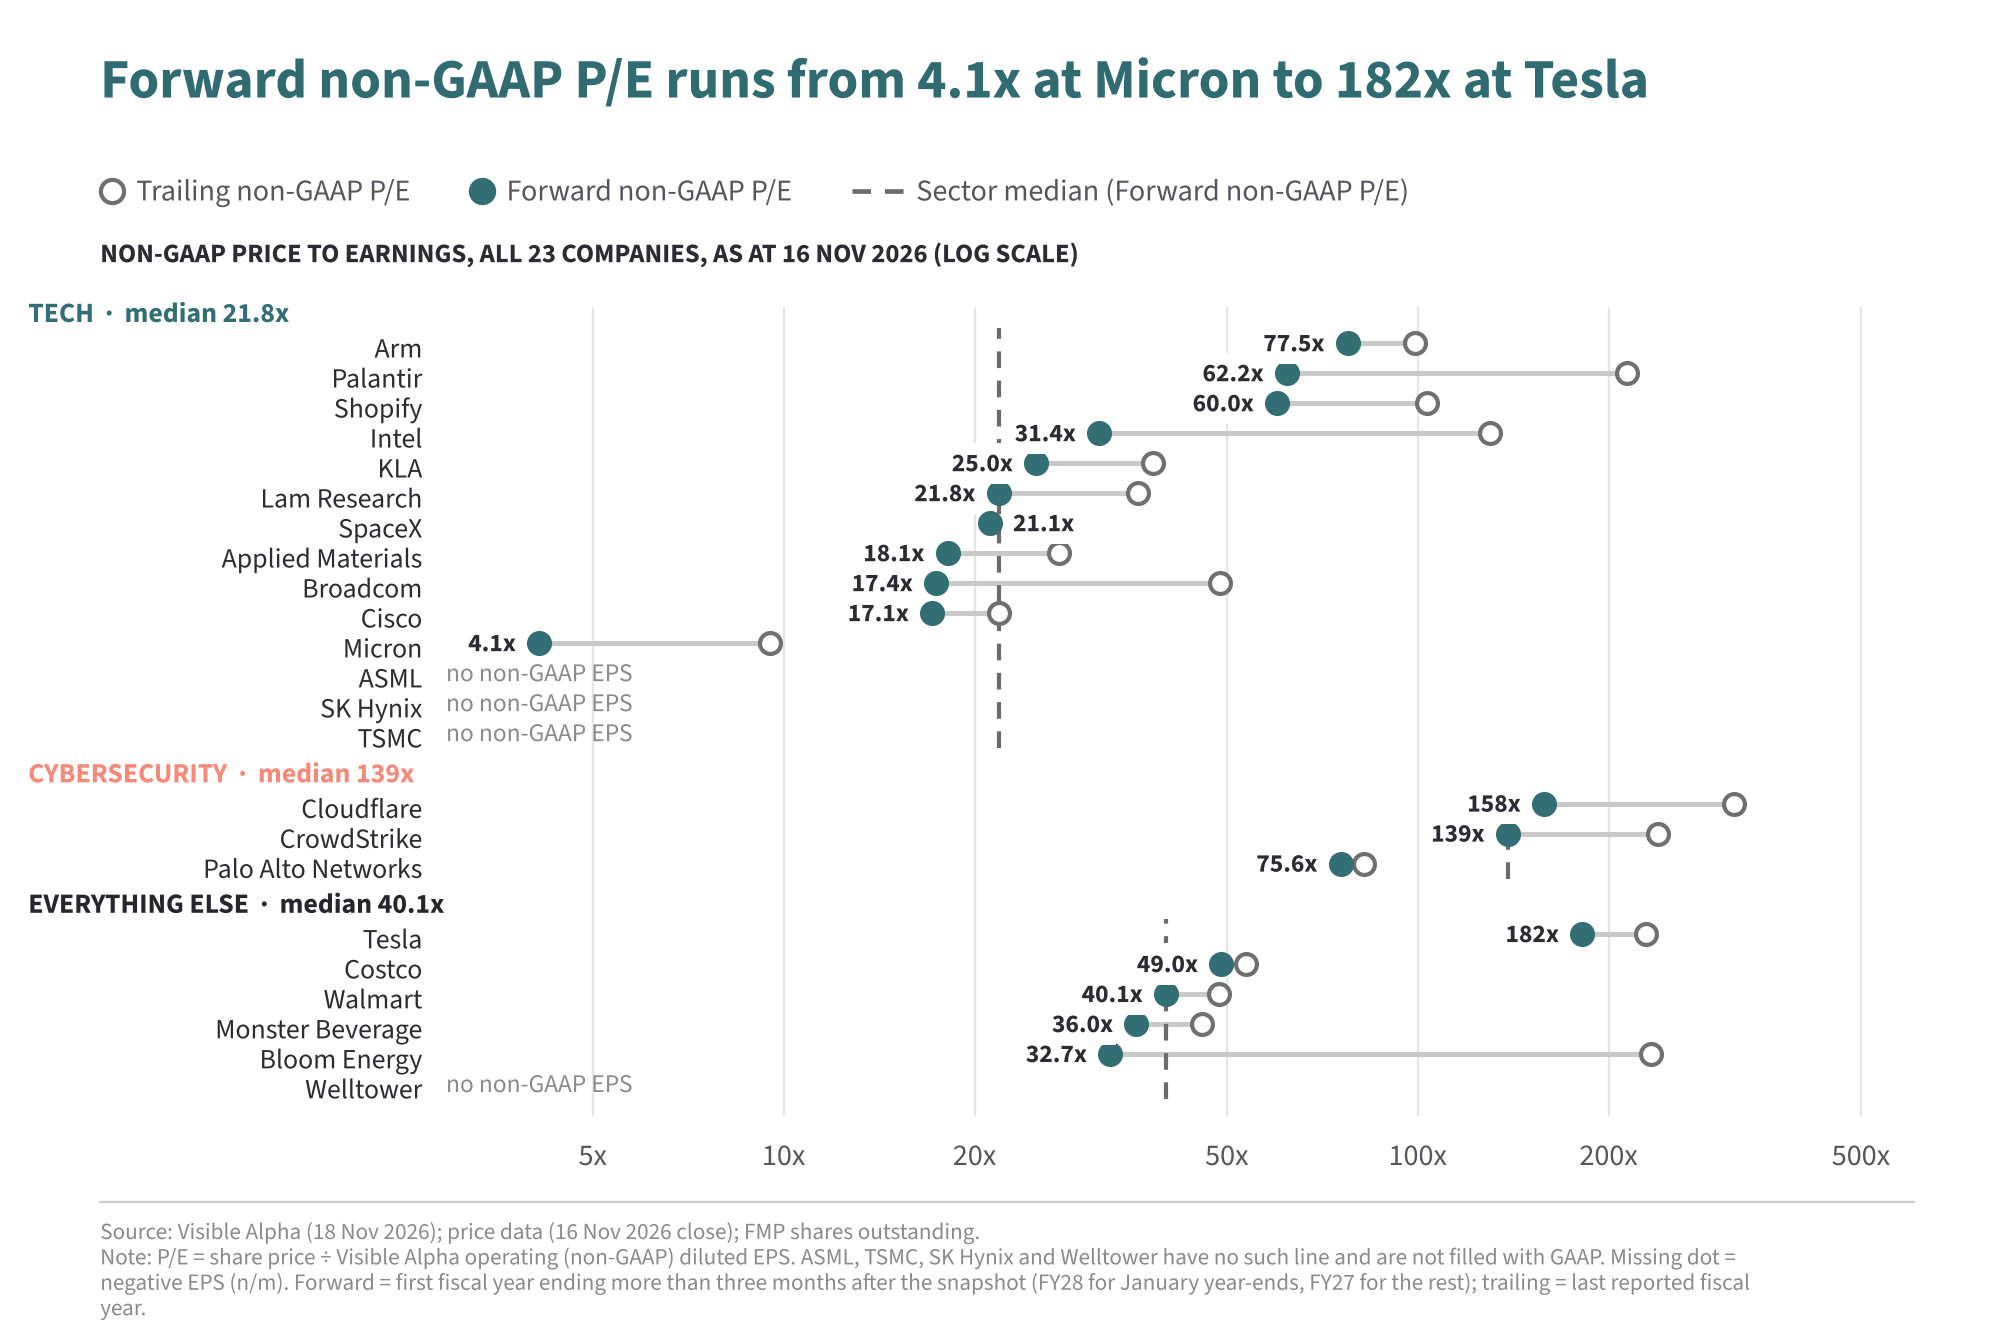 Forward non-GAAP P/E runs from 4.1x at Micron to 182x at Tesla
Trailing non-GAAP P/E
Forward non-GAAP P/E
Sector median (Forward non-GAAP P/E)
NON-GAAP PRICE TO EARNINGS, ALL 23 COMPANIES, AS AT 16 NOV 2026 (LOG SCALE)
TECH · median 21.8x
Arm 77.5x
Palantir 62.2x
Shopify 60.0x
Intel 31.4x
KLA 25.0x
Lam Research 21.8x
SpaceX 21.1x
Applied Materials 18.1x
Broadcom 17.4x
Cisco 17.1x
Micron 4.1x
ASML no non-GAAP EPS
SK Hynix no non-GAAP EPS
TSMC no non-GAAP EPS
CYBERSECURITY · median 139x
Cloudflare 158x
CrowdStrike 139x
Palo Alto Networks 75.6x
EVERYTHING ELSE · median 40.1x
Tesla 182x
Costco 49.0x
Walmart 40.1x
Monster Beverage 36.0x
Bloom Energy 32.7x
Welltower no non-GAAP EPS
5x 10x 20x 50x 100x 200x 500x
Source: Visible Alpha (18 Nov 2026); price data (16 Nov 2026 close); FMP shares outstanding.
Note: P/E = share price ÷ Visible Alpha operating (non-GAAP) diluted EPS. ASML, TSMC, SK Hynix and Welltower have no such line and are not filled with GAAP. Missing dot =
negative EPS (n/m). Forward = first fiscal year ending more than three months after the snapshot (FY28 for January year-ends, FY27 for the rest); trailing = last reported fiscal
year.